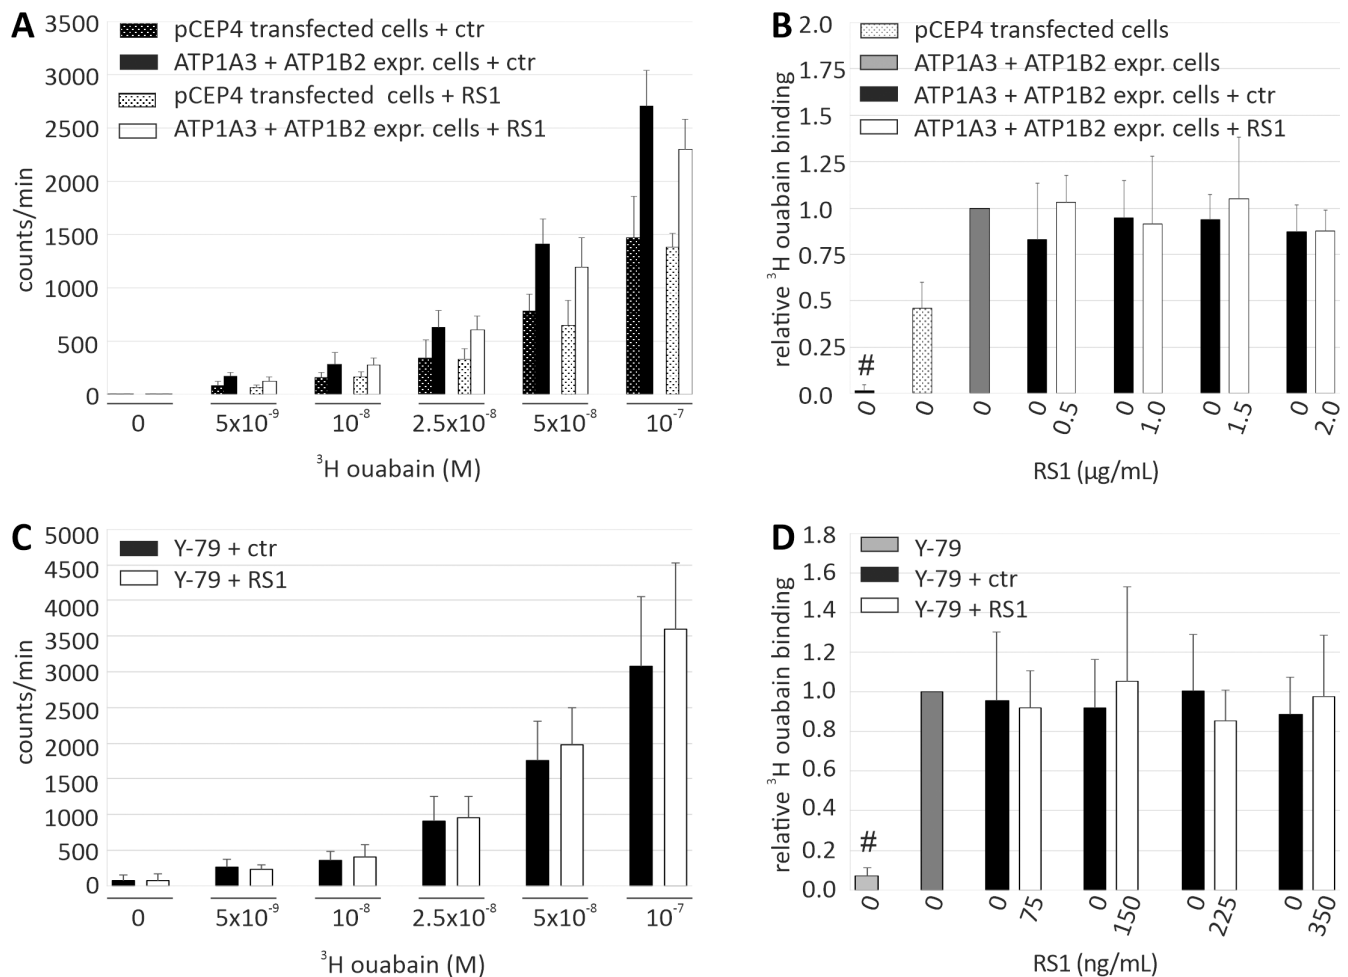 A
3500
3000
2500
2000
1500
1000
500
0
counts/min
pCEP4 transfected cells + ctr
ATP1A3 + ATP1B2 expr. cells + ctr
pCEP4 transfected cells + RS1
ATP1A3 + ATP1B2 expr. cells + RS1
0 5x10⁻⁹ 10⁻⁸ 2.5x10⁻⁸ 5x10⁻⁸ 10⁻⁷
³H ouabain (M)
B
2.0
1.75
1.5
1.25
1.0
0.75
0.5
0.25
0.0
relative ³H ouabain binding
pCEP4 transfected cells
ATP1A3 + ATP1B2 expr. cells
ATP1A3 + ATP1B2 expr. cells + ctr
ATP1A3 + ATP1B2 expr. cells + RS1
#
0 0 0 0 0.5 0 1.0 0 1.5 0 2.0
RS1 (µg/mL)
C
5000
4500
4000
3500
3000
2500
2000
1500
1000
500
0
counts/min
Y-79 + ctr
Y-79 + RS1
0 5x10⁻⁹ 10⁻⁸ 2.5x10⁻⁸ 5x10⁻⁸ 10⁻⁷
³H ouabain (M)
D
1.8
1.6
1.4
1.2
1.0
0.8
0.6
0.4
0.2
0.0
relative ³H ouabain binding
Y-79
Y-79 + ctr
Y-79 + RS1
#
0 0 0 75 0 150 0 225 0 350
RS1 (ng/mL)